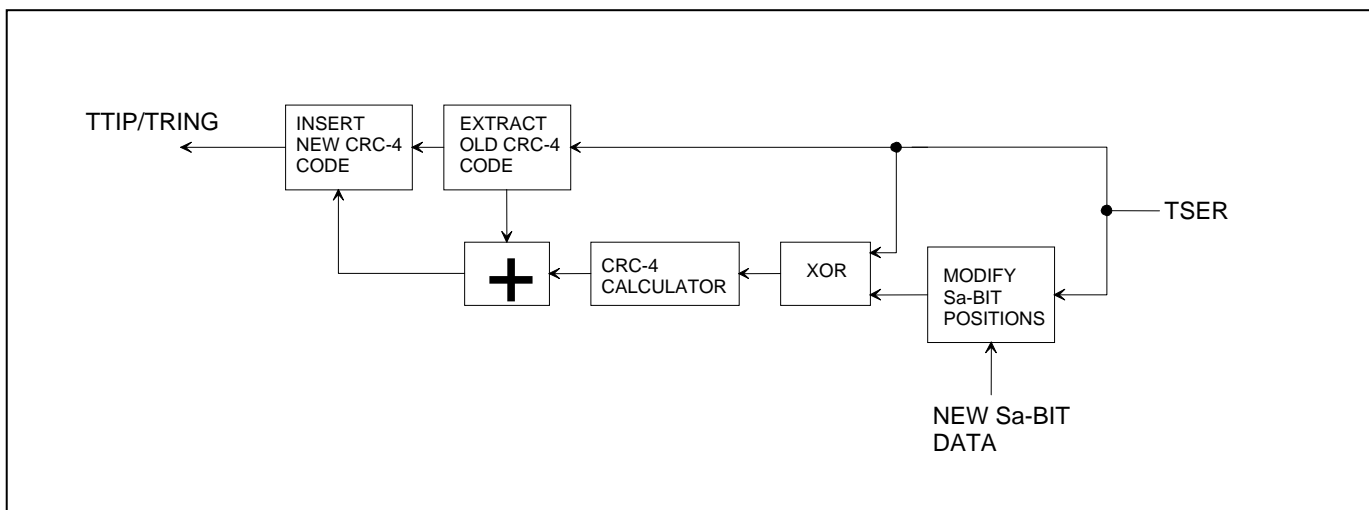 TTIP/TRING
INSERT
NEW CRC-4
CODE
EXTRACT
OLD CRC-4
CODE
TSER
+
CRC-4
CALCULATOR
XOR
MODIFY
Sa-BIT
POSITIONS
NEW Sa-BIT
DATA